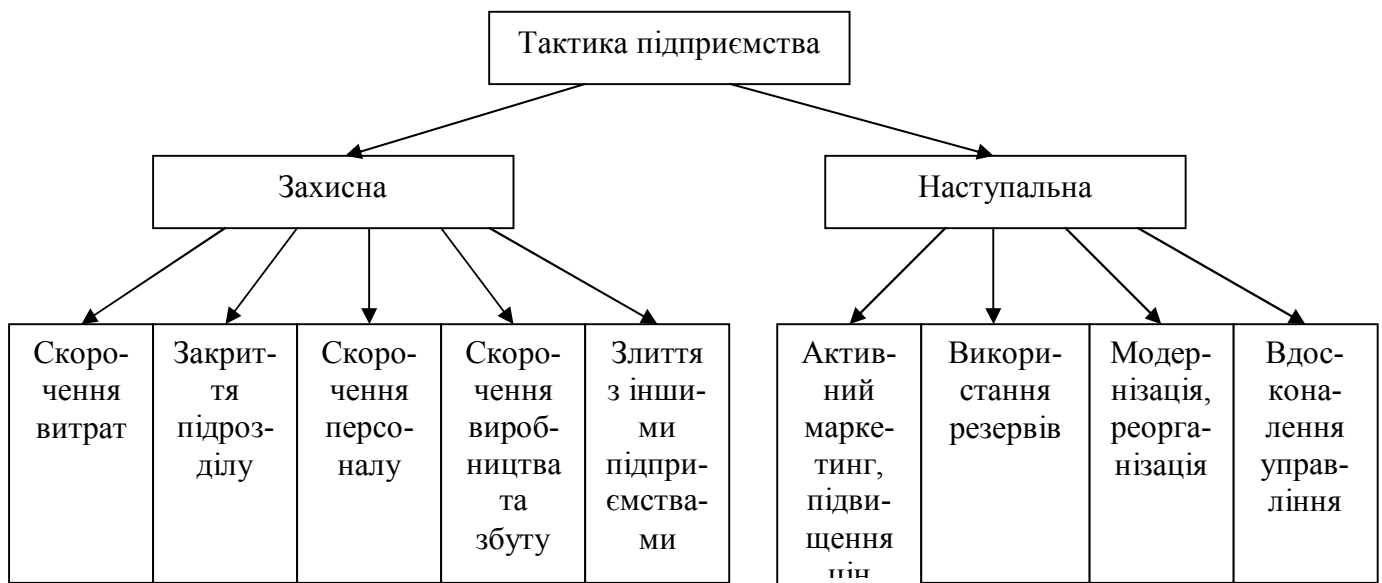 Тактика підприємства
Захисна
Наступальна
Скоро-
чення
витрат
Закрит-
тя
підроз-
ділу
Скоро-
чення
персо-
налу
Скоро-
чення
вироб-
ництва
та
збуту
Злиття
з інши-
ми
підпри-
ємства-
ми
Актив-
ний
марке-
тинг,
підви-
щення
цін
Викори-
стання
резервів
Модер-
нізація,
реорга-
нізація
Вдос-
кона-
лення
управ-
ління